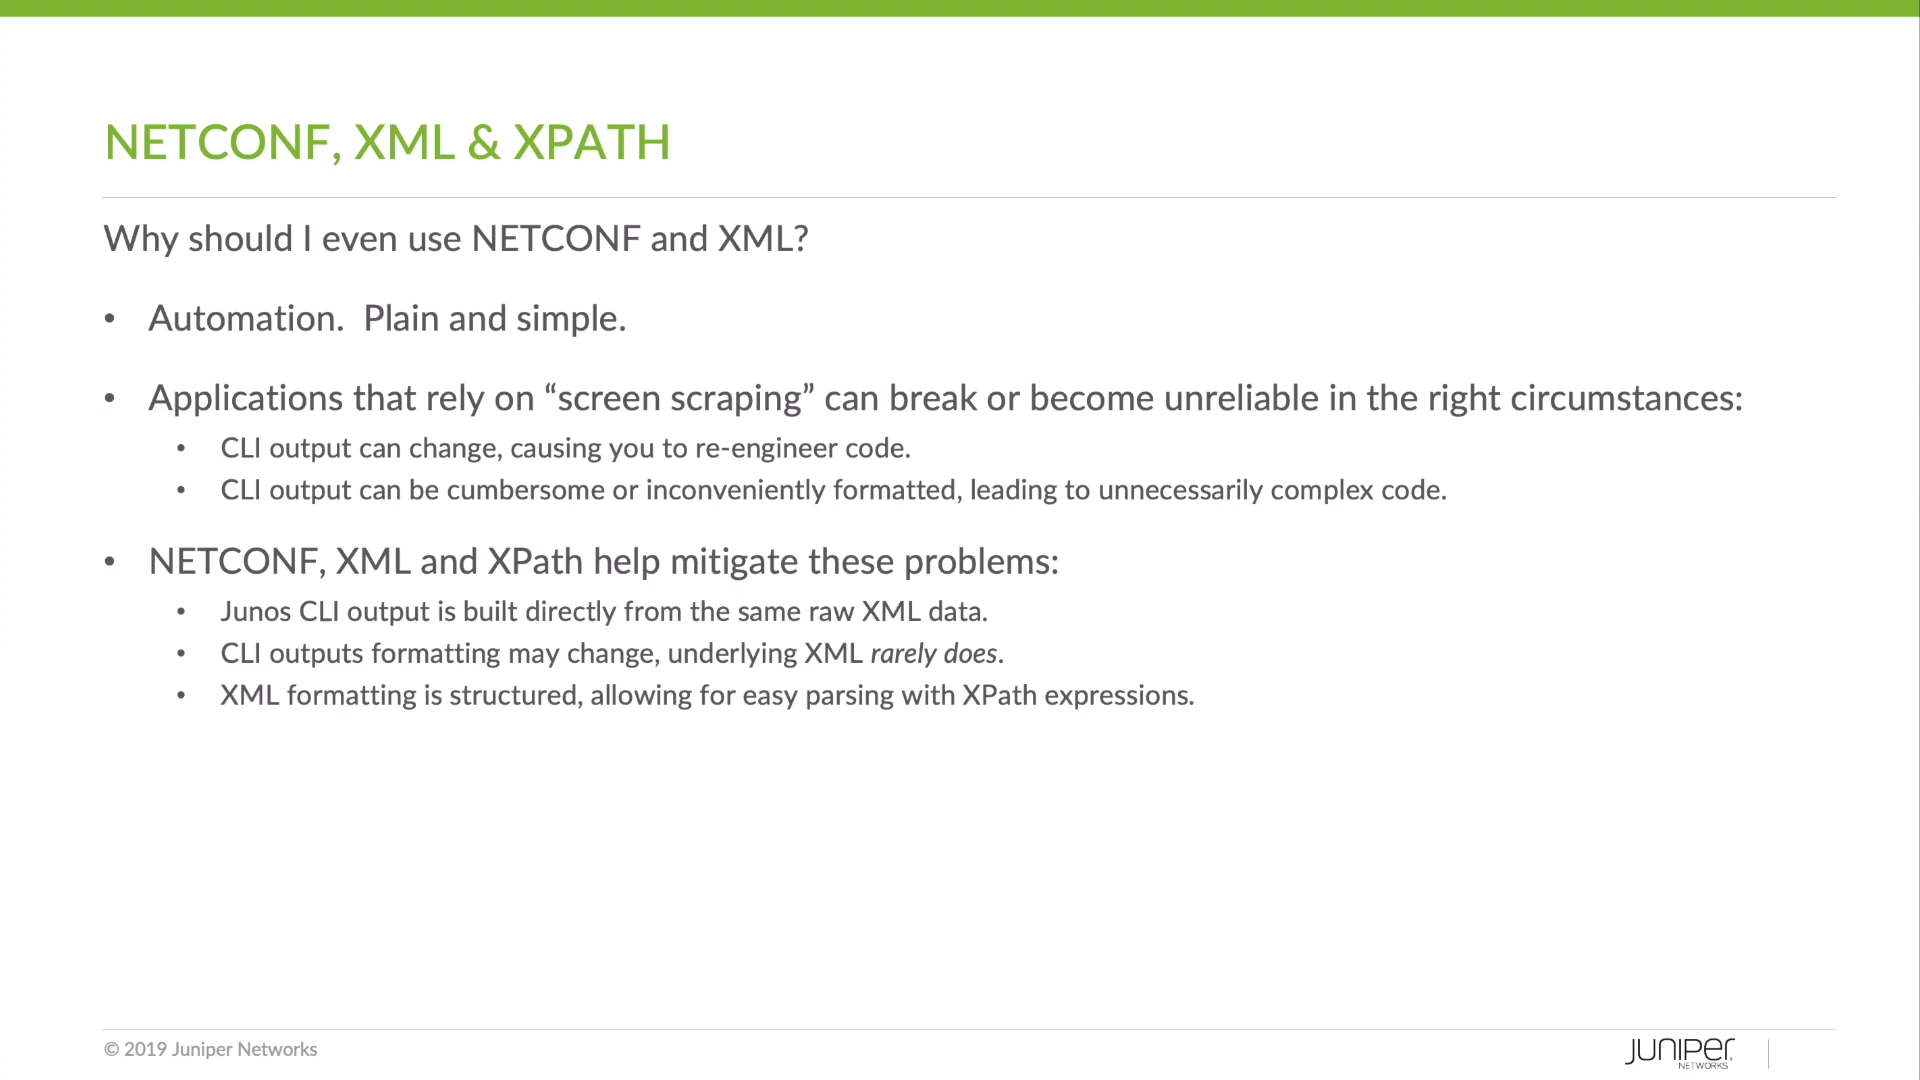 NETCONF, XML & XPATH
Why should I even use NETCONF and XML?
• Automation.  Plain and simple.
• Applications that rely on “screen scraping” can break or become unreliable in the right circumstances:
• CLI output can change, causing you to re-engineer code.
• CLI output can be cumbersome or inconveniently formatted, leading to unnecessarily complex code.
• NETCONF, XML and XPath help mitigate these problems:
• Junos CLI output is built directly from the same raw XML data.
• CLI outputs formatting may change, underlying XML rarely does.
• XML formatting is structured, allowing for easy parsing with XPath expressions.
© 2019 Juniper Networks
JUNIPEr
NETWORKS